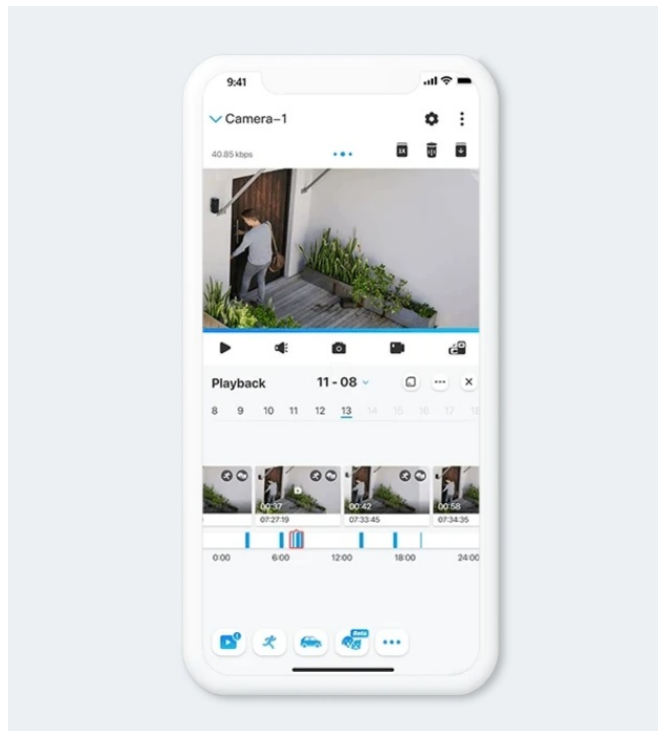 9:41
Camera-1
40.85 kbps
1X
Playback 11 - 08
8 9 10 11 12 13 14 15 16 17 18
00:37 00:42 00:58
07:27:19 07:33:45 07:34:35
0:00 6:00 12:00 18:00 24:00
Beta